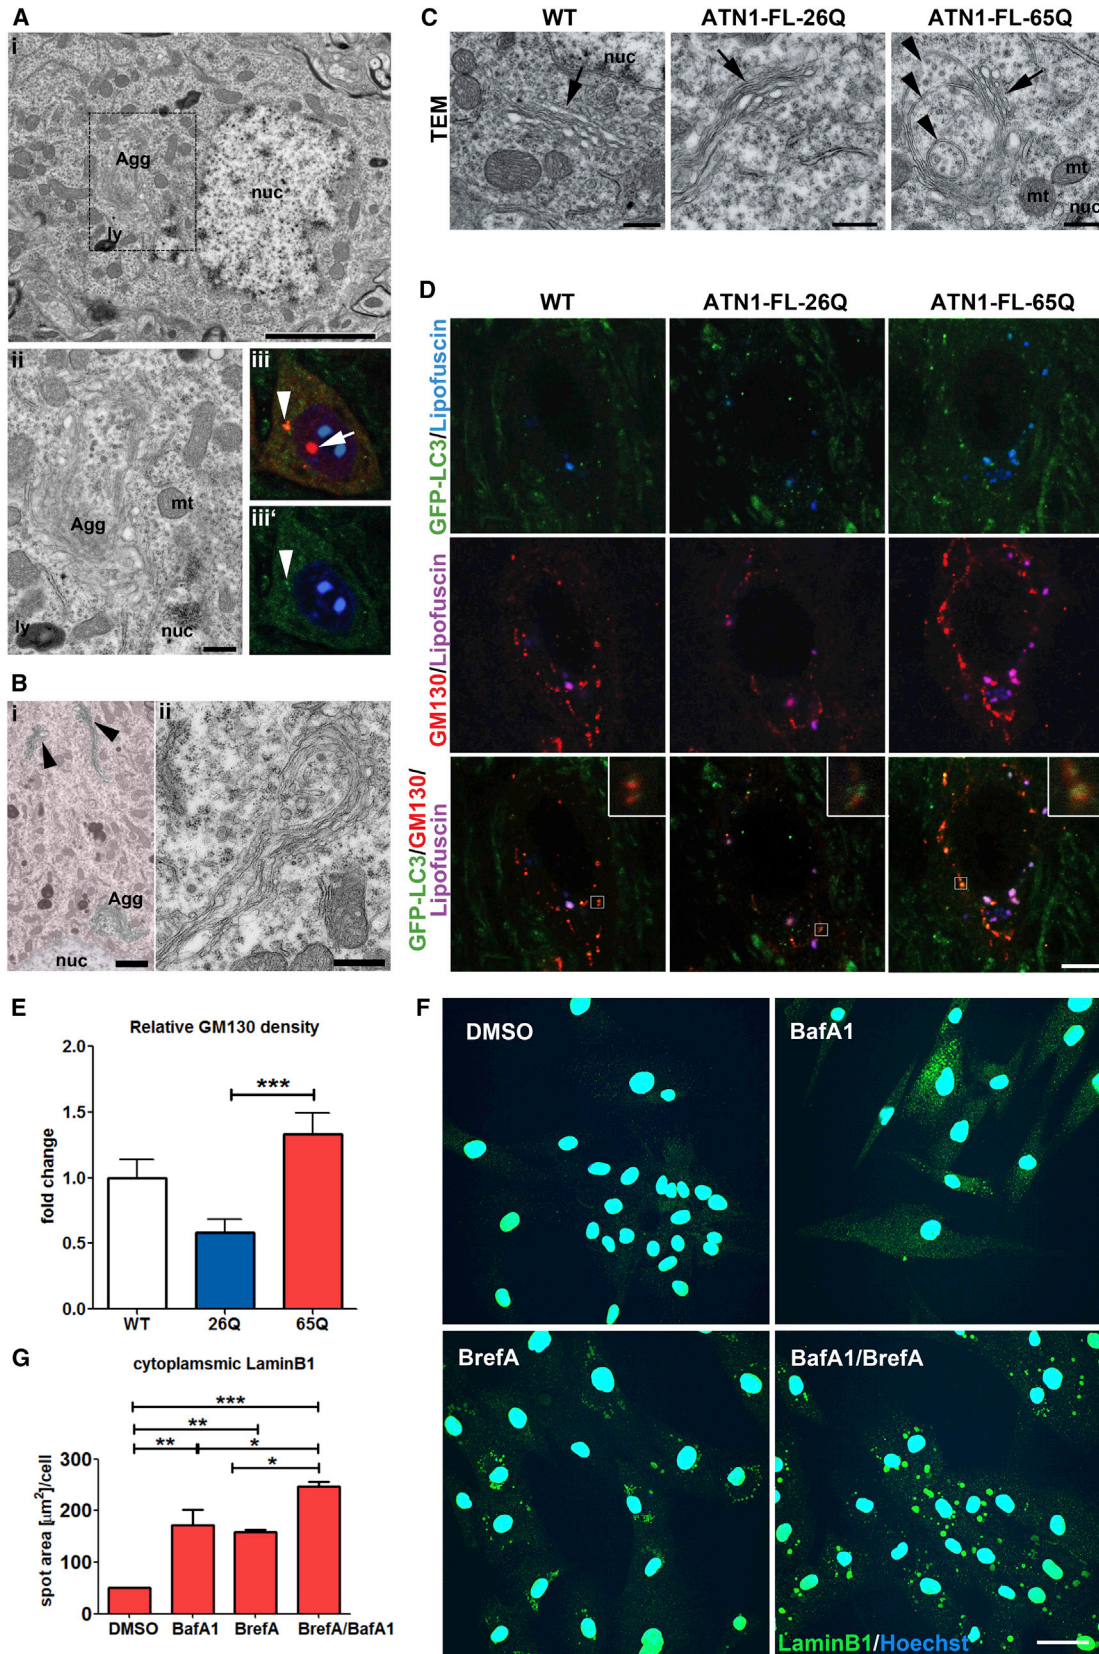 A
i
Agg
nuc
ly
ii
Agg
mt
ly
nuc
iii
iii'
B
i
Agg
nuc
ii
C
WT
ATN1-FL-26Q
ATN1-FL-65Q
TEM
nuc
mt
mt
nuc
D
WT
ATN1-FL-26Q
ATN1-FL-65Q
GFP-LC3/Lipofuscin
GM130/Lipofuscin
GFP-LC3/GM130/
Lipofuscin
E
Relative GM130 density
fold change
2.0
1.5
1.0
0.5
0.0
***
WT
26Q
65Q
F
DMSO
BafA1
BrefA
BafA1/BrefA
LaminB1/Hoechst
G
cytoplamsmic LaminB1
spot area [µm²]/cell
300
200
100
0
***
**
**
*
*
DMSO
BafA1
BrefA
BrefA/BafA1